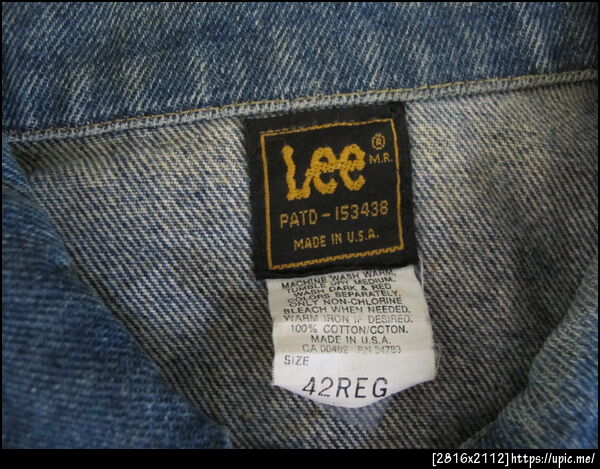 Lee ®
M.R.
PATD-153438
MADE IN U.S.A.
MACHINE WASH WARM,
TUMBLE DRY MEDIUM.
WASH DARK & RED
COLORS SEPARATELY.
ONLY NON-CHLORINE
BLEACH WHEN NEEDED.
WARM IRON IF DESIRED.
100% COTTON/COTON.
MADE IN U.S.A.
CA 00492 RN 34783
SIZE
42REG
[2816x2112]https://upic.me/